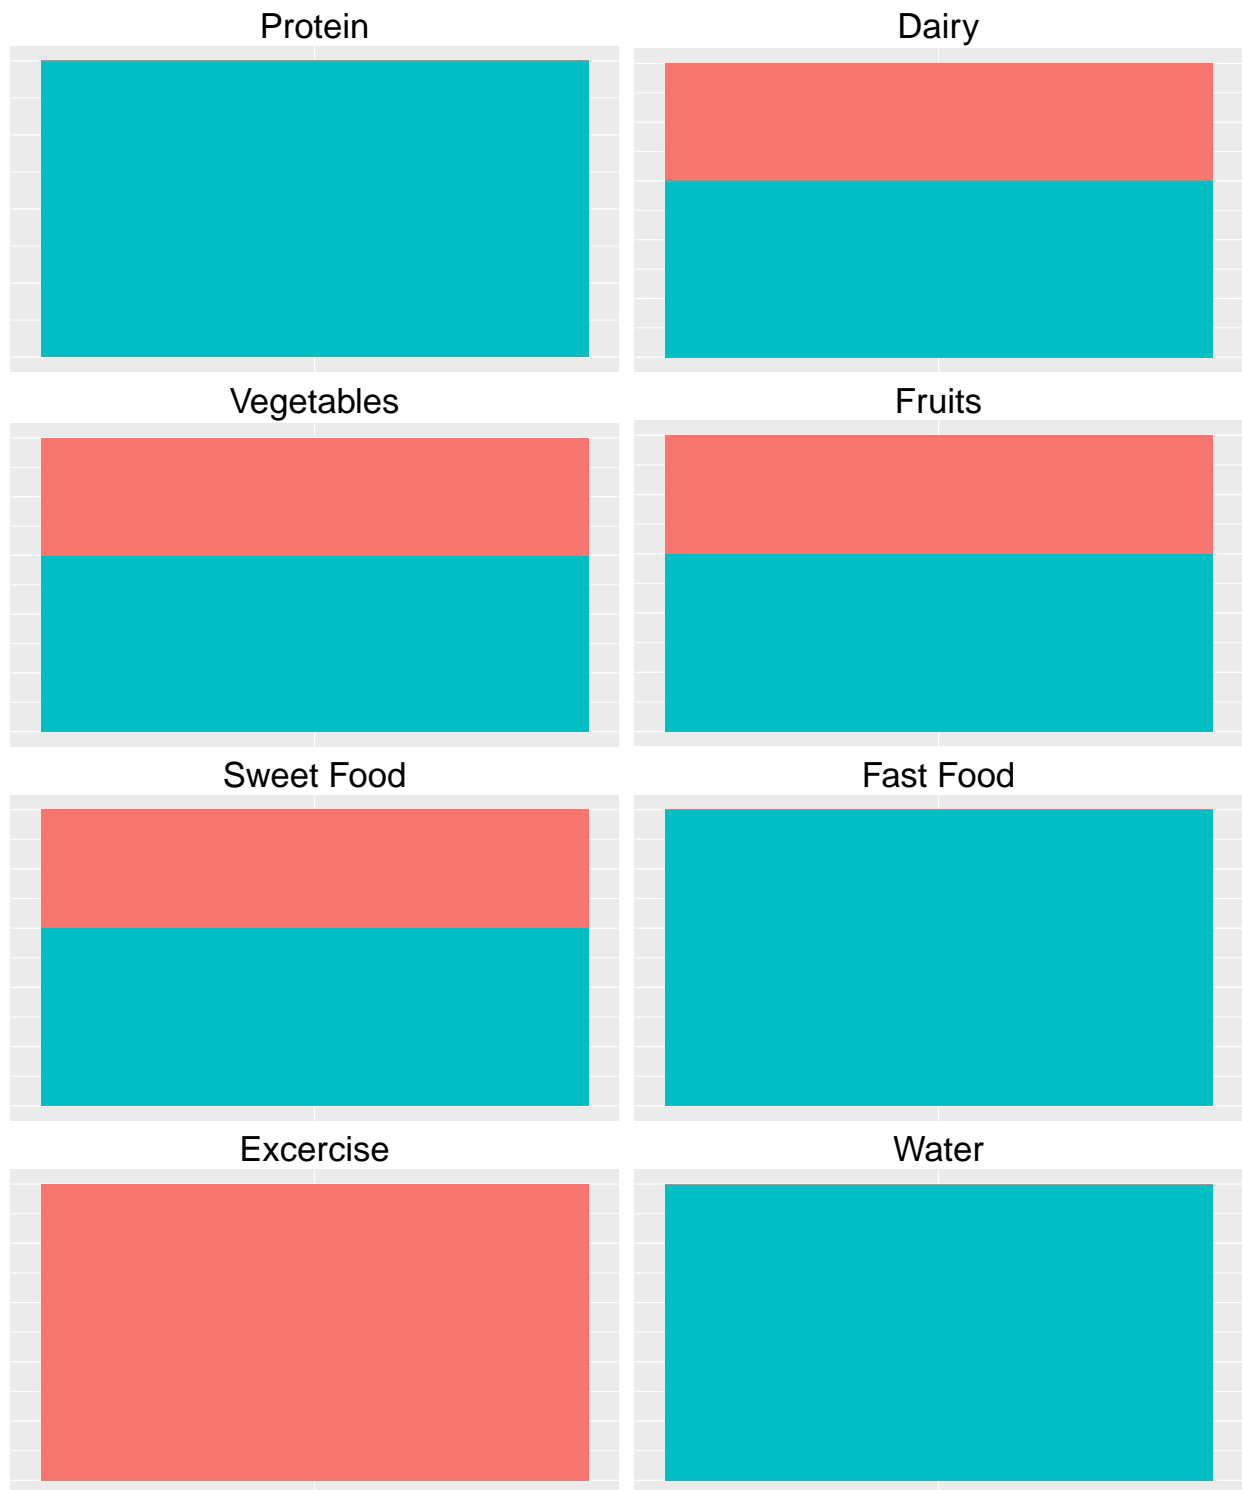 Protein
Dairy
Vegetables
Fruits
Sweet Food
Fast Food
Excercise
Water